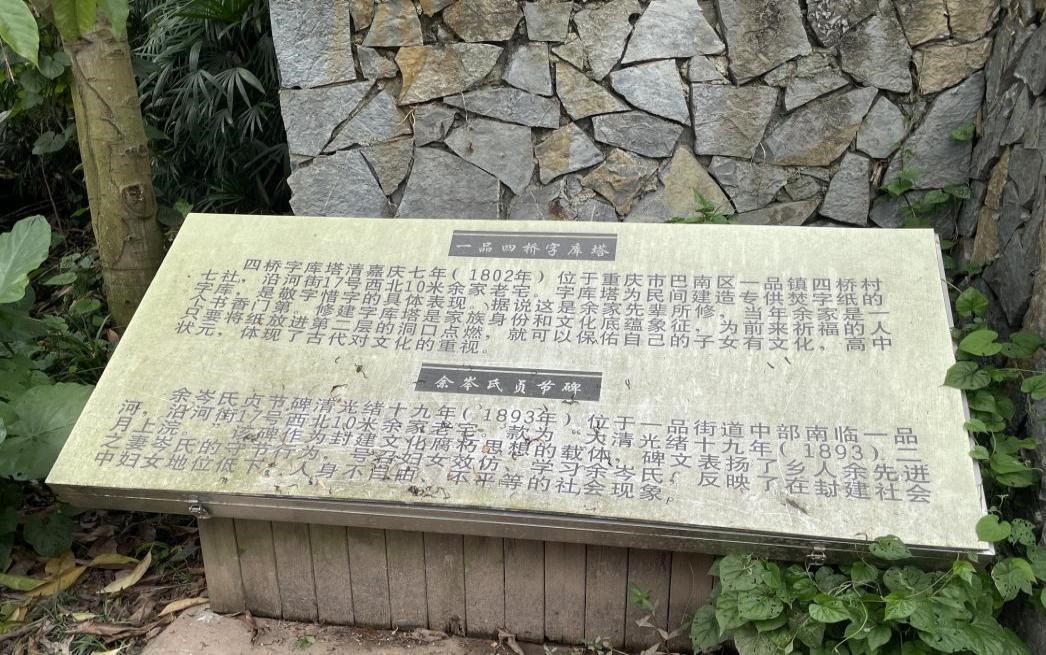 一品四桥字库塔
四桥字库塔清嘉庆七年（1802年）位于重庆市巴南区一品镇四桥村
七社，沿河街17号西北10米余家老宅。字库塔为民间建造专供焚字纸的
字库，是敬字惜字的具体表现。据说这是余家先辈所修，当年余家是一
个书香门第，修建字库塔是家族身份和文化底蕴象征，为前来祈福的人
只要将纸放进第二层的洞口点燃，就可以保佑自己的子女有文化，高中
状元，体现了古代对文化的重视。
余岑氏贞节碑
余岑氏贞节碑清光绪十九年（1893年）位于一品街道中部南临一品
河，沿河街17号西北10米余家老宅。款为“大清光绪十九年（1893）二
月上浣”，该碑作为封建文化腐朽思想的载体，碑文表扬了乡人余先进
之妻岑氏的守节行为，号召妇女效仿、学习余岑氏，反映了在封建社会
中妇女地位低下、人身不自由、不平等的社会现象。